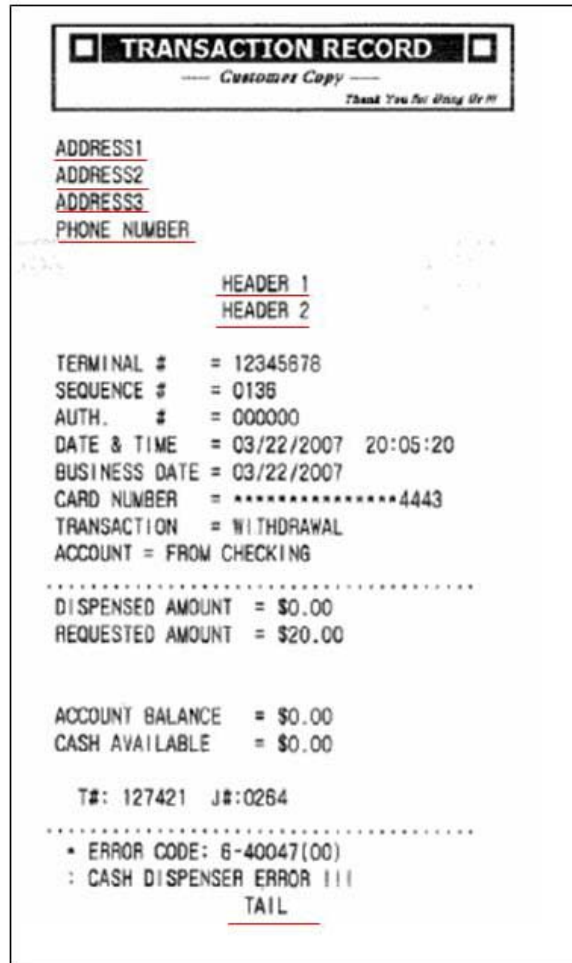 TRANSACTION RECORD
Customer Copy
Thank You For Using Us!!!
ADDRESS1
ADDRESS2
ADDRESS3
PHONE NUMBER
HEADER 1
HEADER 2
TERMINAL # = 12345678
SEQUENCE # = 0136
AUTH. # = 000000
DATE & TIME = 03/22/2007 20:05:20
BUSINESS DATE = 03/22/2007
CARD NUMBER = ***************4443
TRANSACTION = WITHDRAWAL
ACCOUNT = FROM CHECKING
DISPENSED AMOUNT = $0.00
REQUESTED AMOUNT = $20.00
ACCOUNT BALANCE = $0.00
CASH AVAILABLE = $0.00
T#: 127421 J#:0264
* ERROR CODE: 6-40047(00)
: CASH DISPENSER ERROR !!!
TAIL